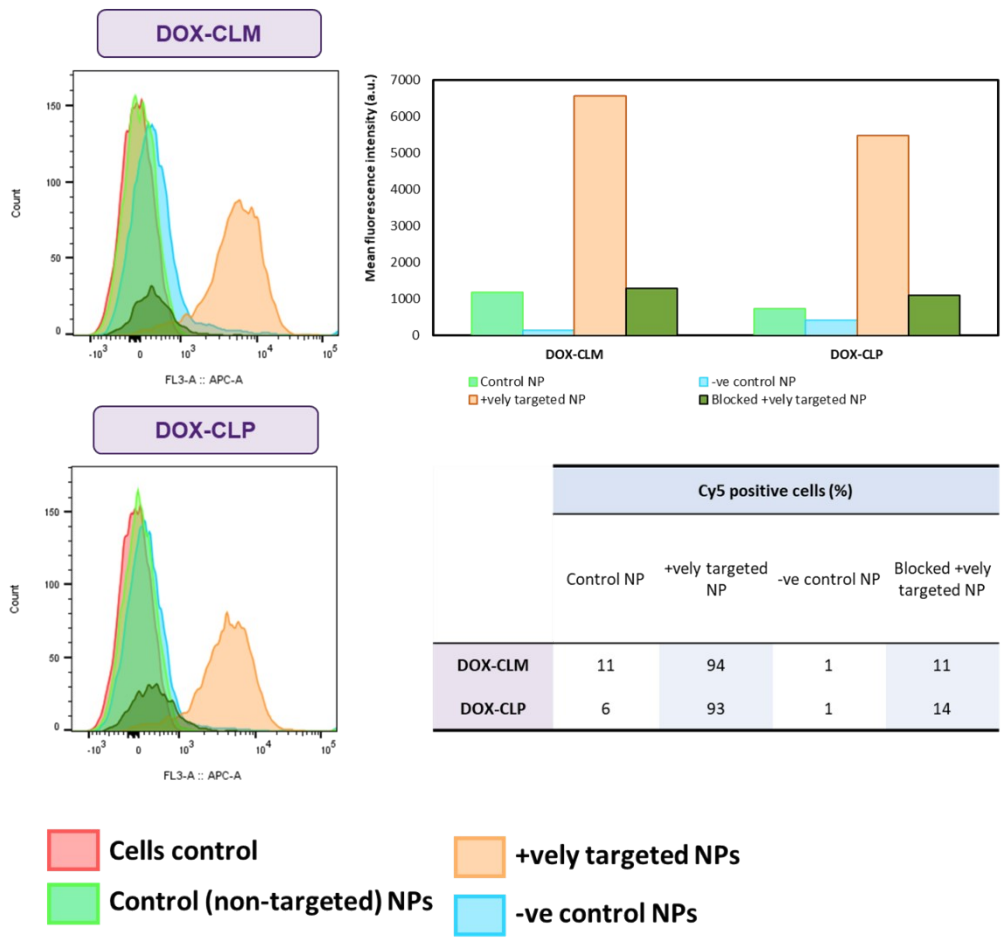 DOX-CLM
150
100
50
0
Count
-10³ 0 10³ 10⁴ 10⁵
FL3-A :: APC-A
7000
6000
5000
4000
3000
2000
1000
0
Mean fluorescence intensity (a.u.)
DOX-CLM DOX-CLP
Control NP -ve control NP
+vely targeted NP Blocked +vely targeted NP
DOX-CLP
150
100
50
0
Count
-10³ 0 10³ 10⁴ 10⁵
FL3-A :: APC-A
Cy5 positive cells (%)
Control NP +vely targeted NP -ve control NP Blocked +vely targeted NP
DOX-CLM 11 94 1 11
DOX-CLP 6 93 1 14
Cells control
Control (non-targeted) NPs
+vely targeted NPs
-ve control NPs